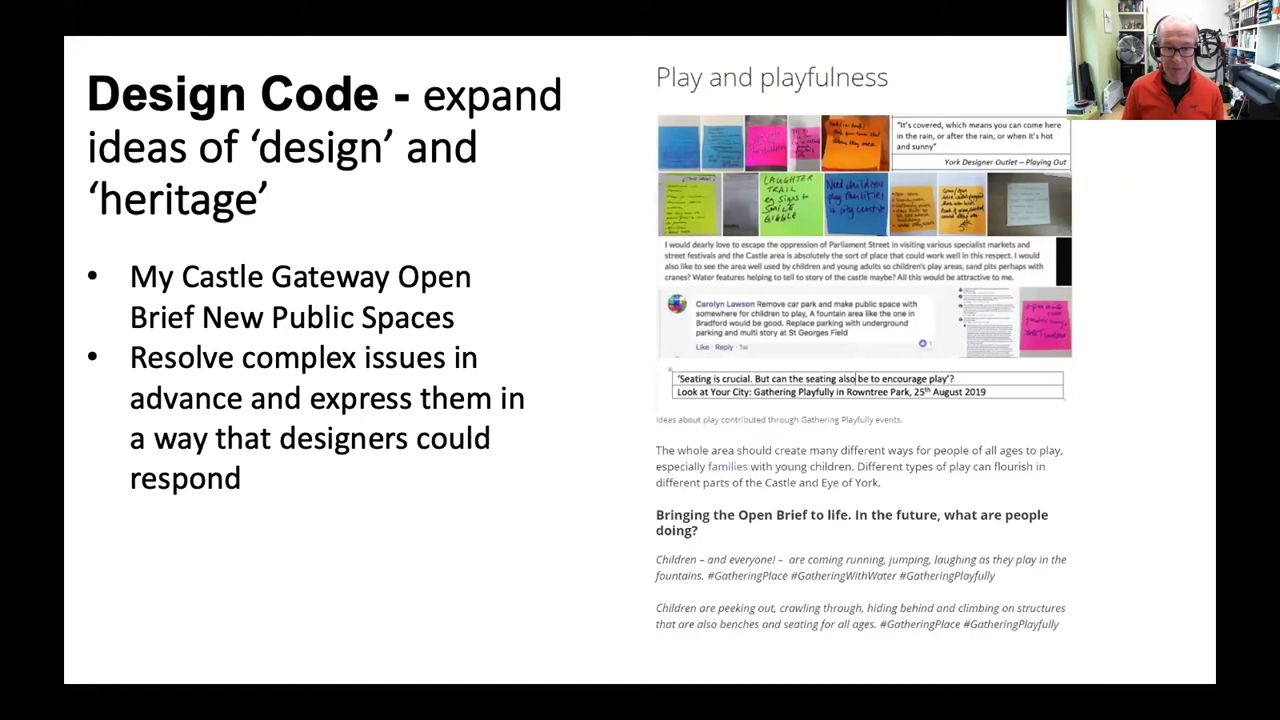 Design Code - expand
ideas of ‘design’ and
‘heritage’
• My Castle Gateway Open
Brief New Public Spaces
• Resolve complex issues in
advance and express them in
a way that designers could
respond
Play and playfulness
"It's covered, which means you can come here
in the rain, or after the rain, or when it's hot
and sunny"
York Designer Outlet – Playing Out
LAUGHTER
TRAIL
eg signs to
SMILE
GIGGLE
Need children's
play facilities
in city centre
I would dearly love to escape the oppression of Parliament Street in visiting various specialist markets and
street festivals and the Castle area is absolutely the sort of place that could work well in this respect. I would
also like to see the area well used by children and young adults so children's play areas, sand pits perhaps with
cranes? Water features helping to tell to story of the castle maybe? All this would be attractive to me.
Carolyn Lawson Remove car park and make public space with
somewhere for children to play, A fountain area like the one in
Bradford would be good. Replace parking with underground
parking and multi story at St Georges Field
Like · Reply · 1w
1
‘Seating is crucial. But can the seating also be to encourage play’?
Look at Your City: Gathering Playfully in Rowntree Park, 25th August 2019
Ideas about play contributed through Gathering Playfully events.
The whole area should create many different ways for people of all ages to play,
especially families with young children. Different types of play can flourish in
different parts of the Castle and Eye of York.
Bringing the Open Brief to life. In the future, what are people
doing?
Children – and everyone! – are coming running, jumping, laughing as they play in the
fountains. #GatheringPlace #GatheringWithWater #GatheringPlayfully
Children are peeking out, crawling through, hiding behind and climbing on structures
that are also benches and seating for all ages. #GatheringPlace #GatheringPlayfully